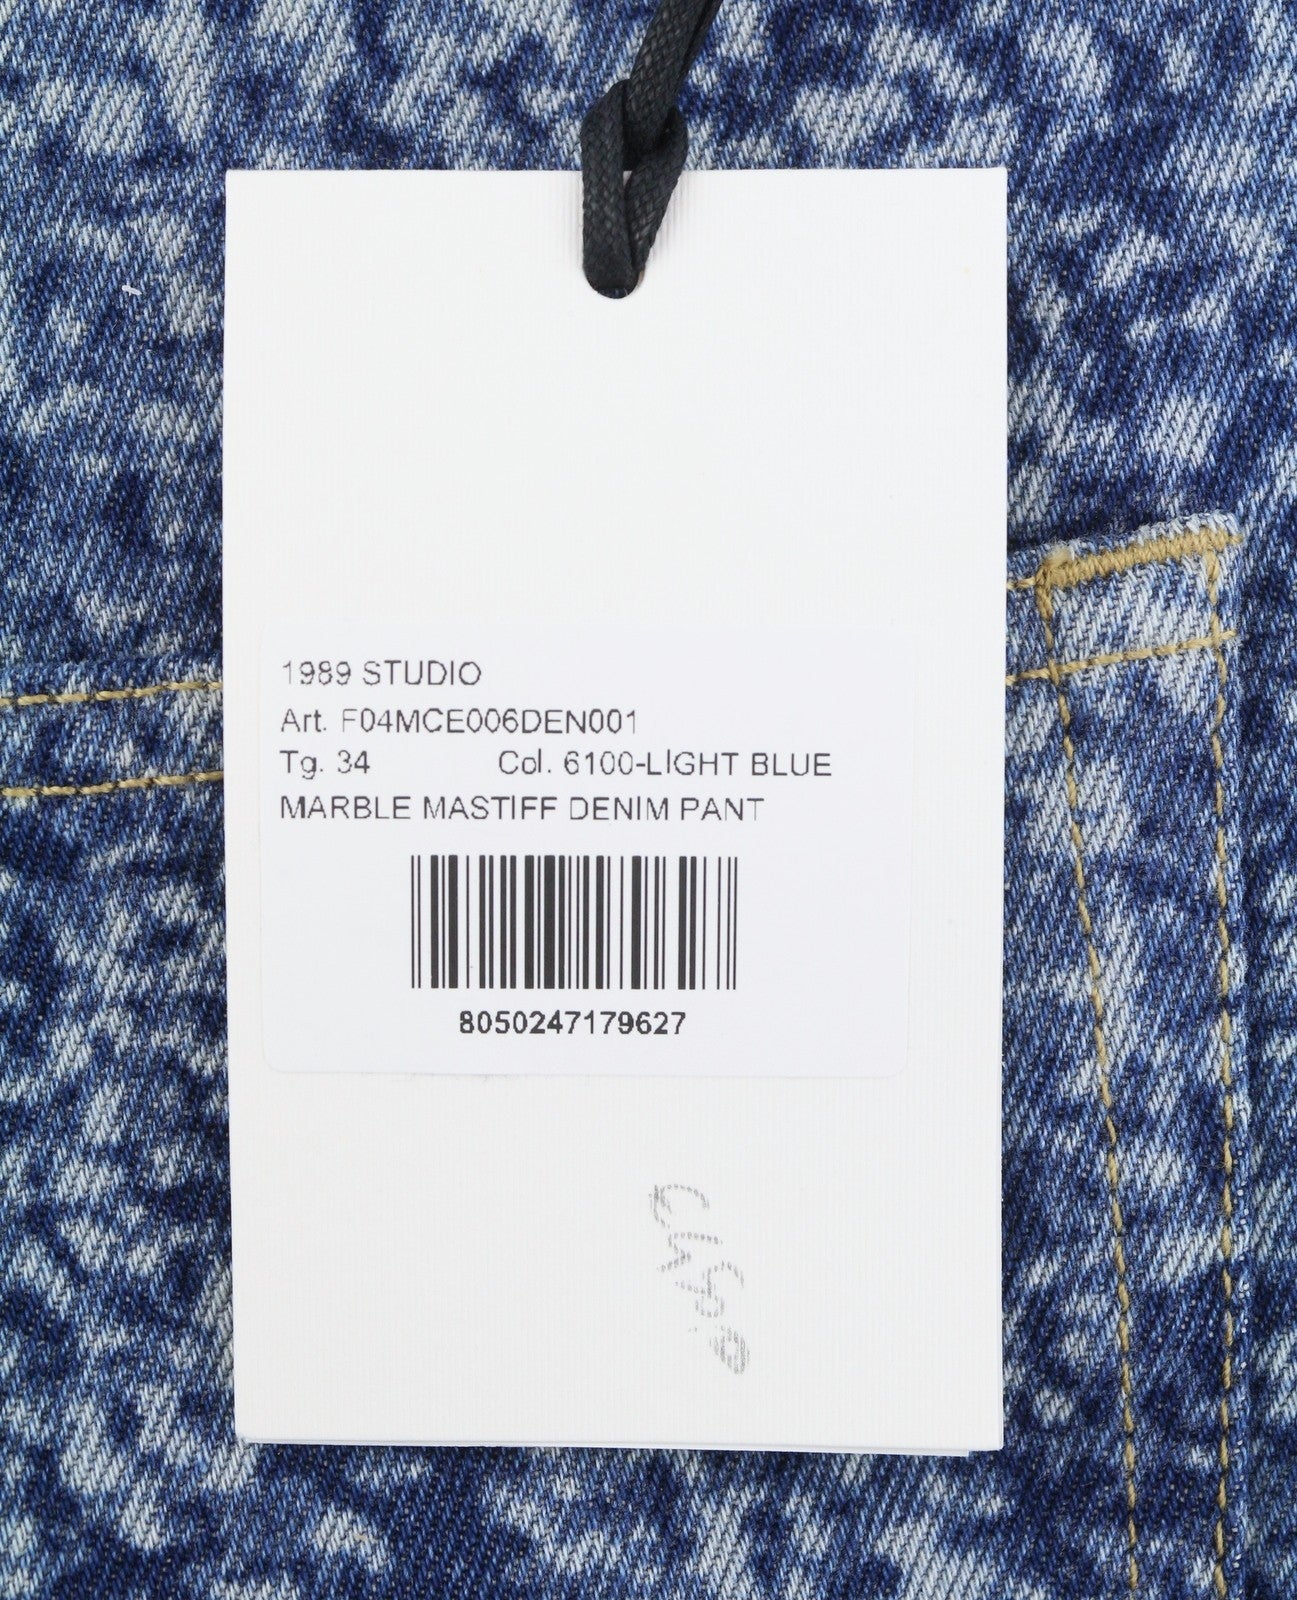 1989 STUDIO
Art. F04MCE006DEN001
Tg. 34 Col. 6100-LIGHT BLUE
MARBLE MASTIFF DENIM PANT
8050247179627